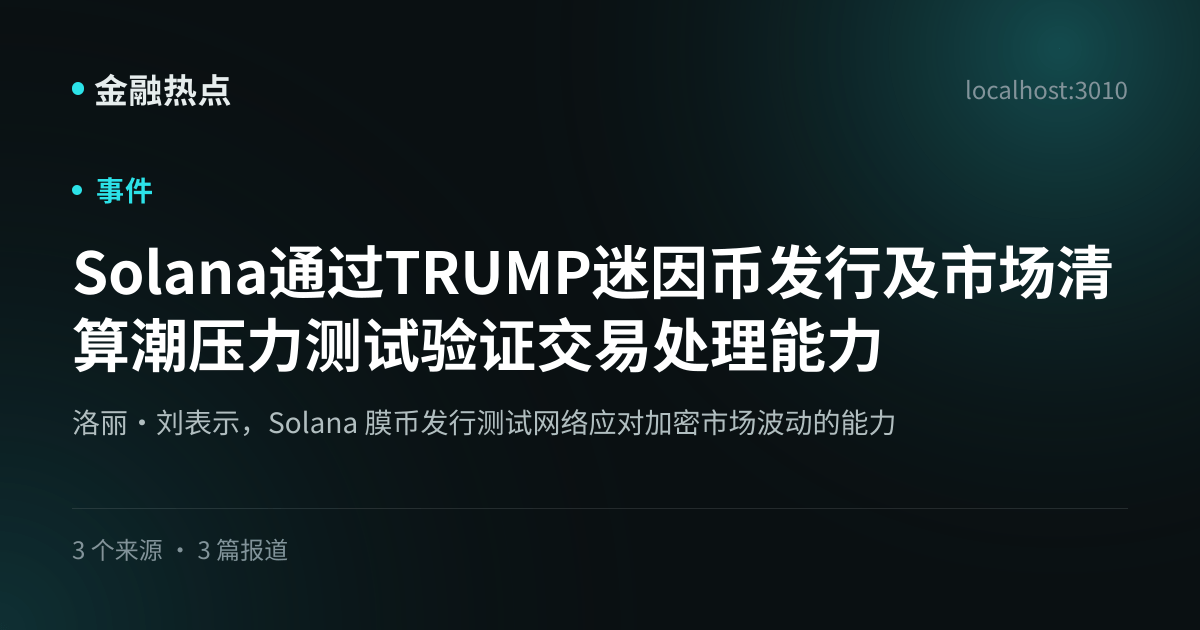 金融热点
localhost:3010
事件
Solana通过TRUMP迷因币发行及市场清
算潮压力测试验证交易处理能力
洛丽·刘表示，Solana 膜币发行测试网络应对加密市场波动的能力
3 个来源 · 3 篇报道